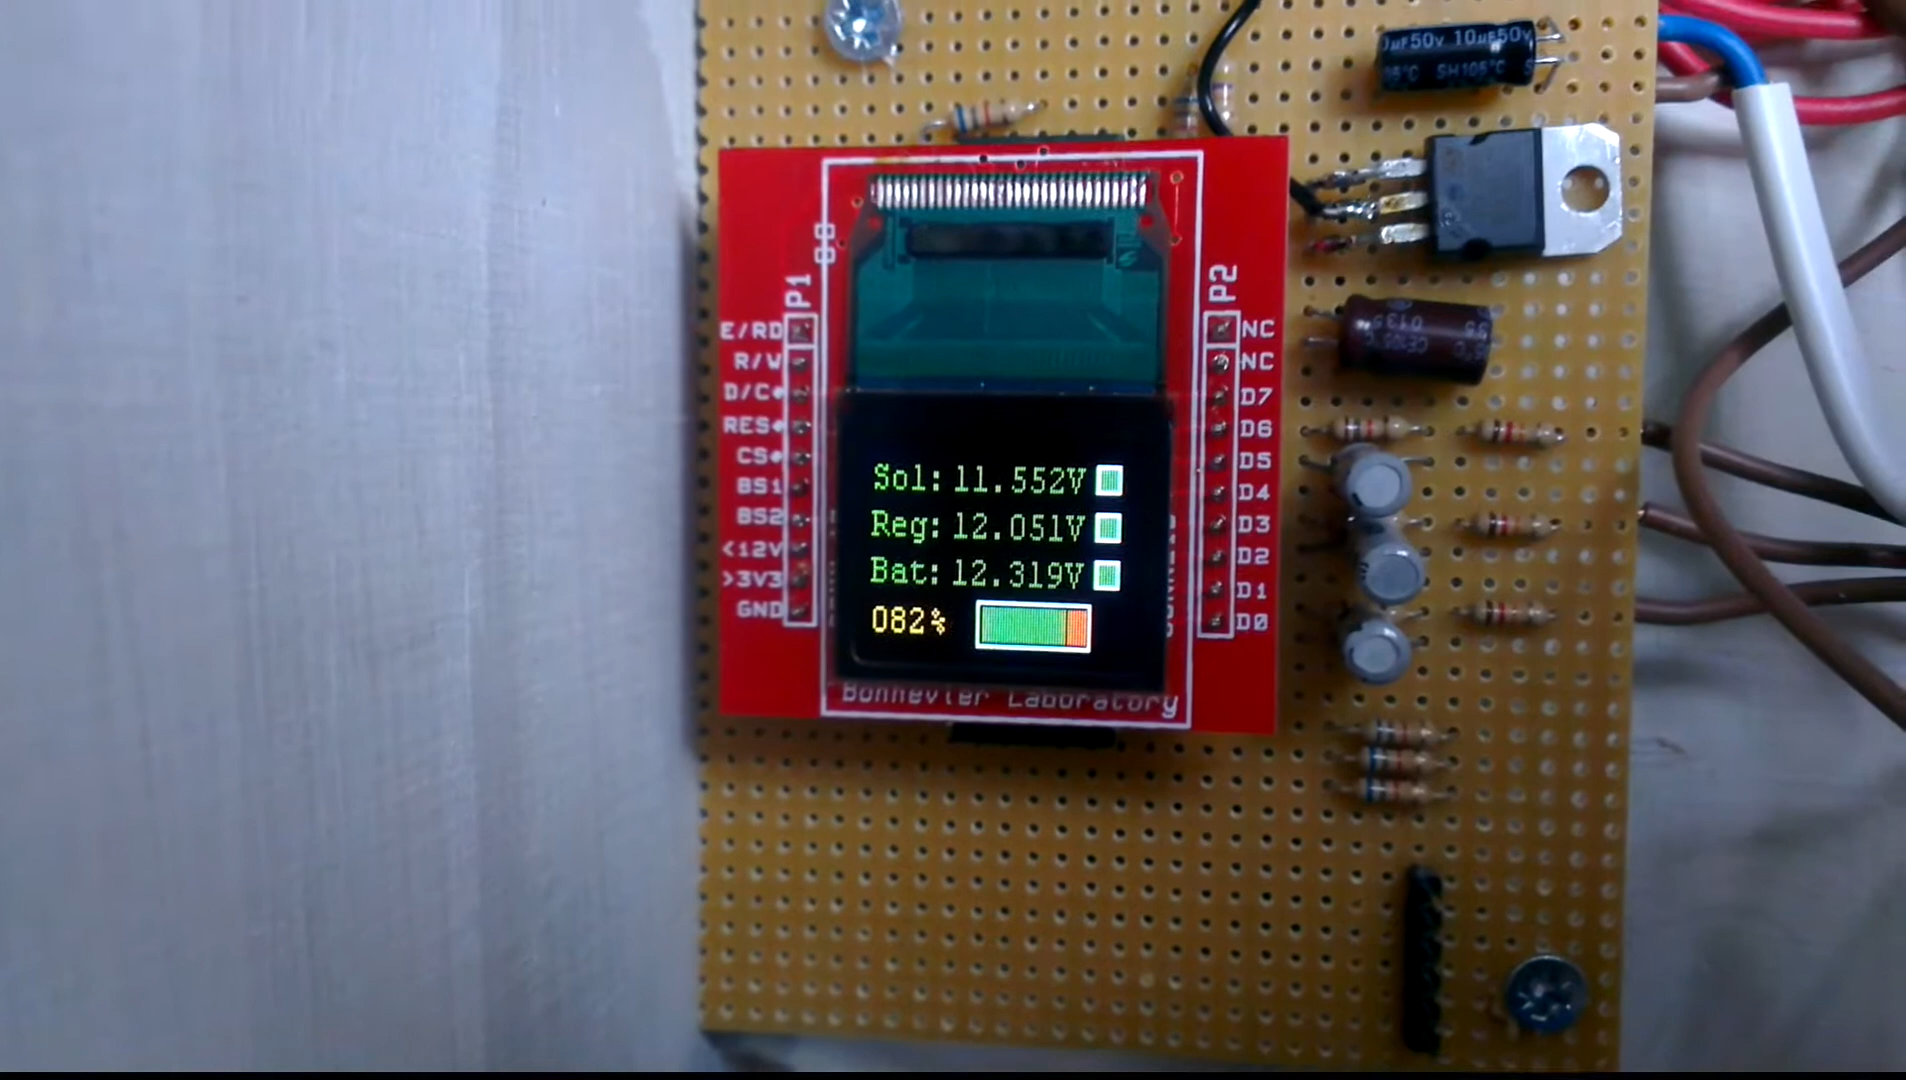 10µF50V
SH105°C
P1
P2
E/RD
R/W
D/C
RES
CS
BS1
BS2
<12V
>3V3
GND
NC
NC
D7
D6
D5
D4
D3
D2
D1
D0
Sol: 11.552V
Reg: 12.051V
Bat: 12.319V
082%
Bonnevier Laboratory